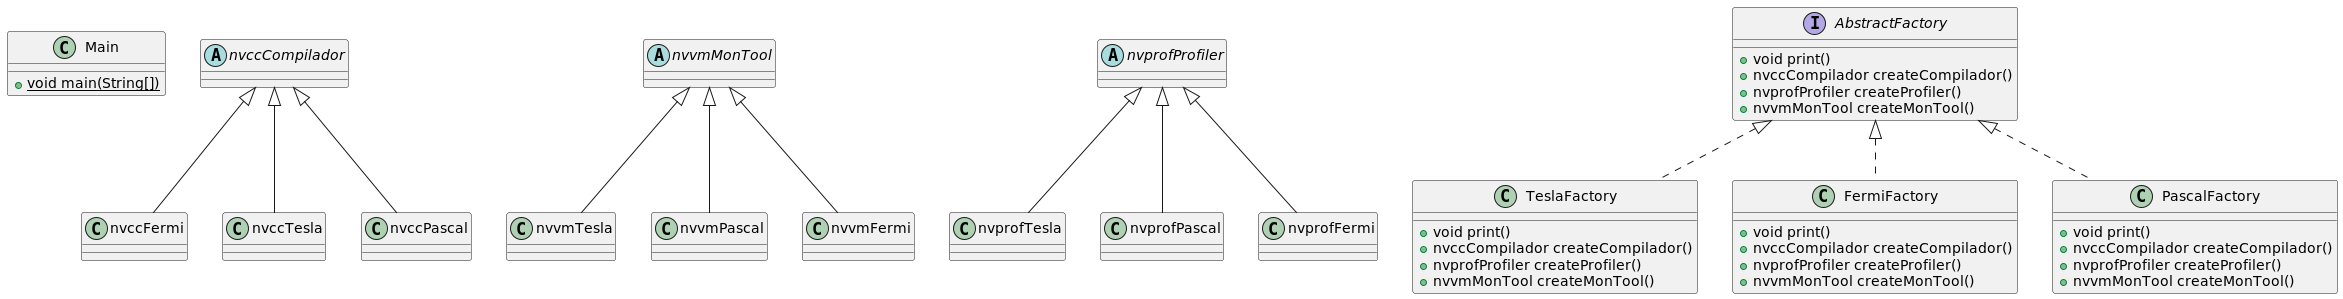 C Main
void main(String[])
A nvccCompilador
A nvvmMonTool
A nvprofProfiler
I AbstractFactory
void print()
nvccCompilador createCompilador()
nvprofProfiler createProfiler()
nvvmMonTool createMonTool()
C nvccFermi
C nvccTesla
C nvccPascal
C nvvmTesla
C nvvmPascal
C nvvmFermi
C nvprofTesla
C nvprofPascal
C nvprofFermi
C TeslaFactory
void print()
nvccCompilador createCompilador()
nvprofProfiler createProfiler()
nvvmMonTool createMonTool()
C FermiFactory
void print()
nvccCompilador createCompilador()
nvprofProfiler createProfiler()
nvvmMonTool createMonTool()
C PascalFactory
void print()
nvccCompilador createCompilador()
nvprofProfiler createProfiler()
nvvmMonTool createMonTool()